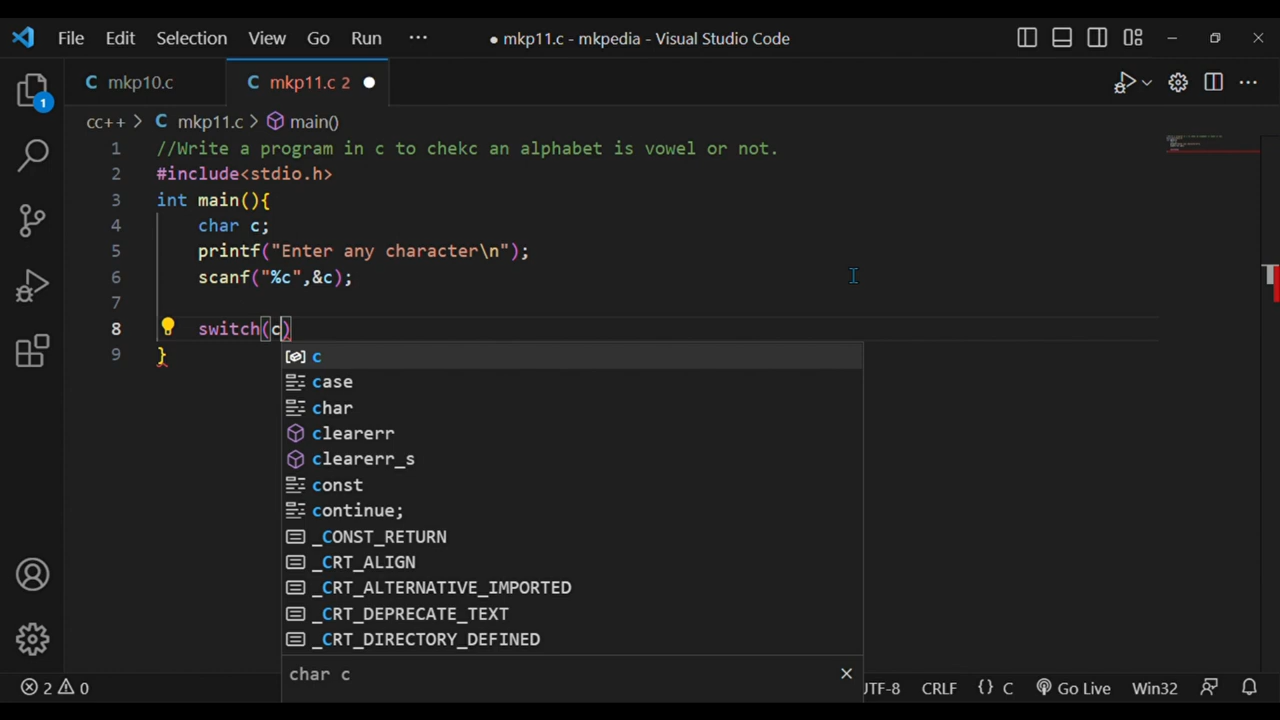 File Edit Selection View Go Run ··· ● mkp11.c - mkpedia - Visual Studio Code
C mkp10.c C mkp11.c 2 ●
cc++ > C mkp11.c > main()
1 //Write a program in c to chekc an alphabet is vowel or not.
2 #include<stdio.h>
3 int main(){
4 char c;
5 printf("Enter any character\n");
6 scanf("%c",&c);
7
8 switch(c)
9 }
c
case
char
clearerr
clearerr_s
const
continue;
_CONST_RETURN
_CRT_ALIGN
_CRT_ALTERNATIVE_IMPORTED
_CRT_DEPRECATE_TEXT
_CRT_DIRECTORY_DEFINED
char c
1
2 0 UTF-8 CRLF {} C Go Live Win32